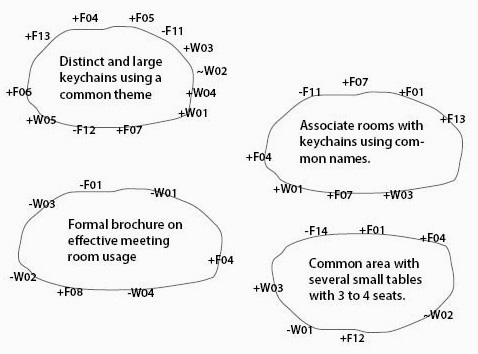 +F04
+F05
-F11
+F13
+W03
~W02
+F06
+W04
+W01
+W05
-F12
+F07
Distinct and large
keychains using a
common theme
+F07
-F11
+F01
+F13
+F04
+W01
+F07
+W03
Associate rooms with
keychains using com-
mon names.
-F01
-W01
-W03
+F04
-W02
+F08
-W04
Formal brochure on
effective meeting
room usage
-F14
+F01
+F04
+W03
~W02
-W01
+F12
Common area with
several small tables
with 3 to 4 seats.